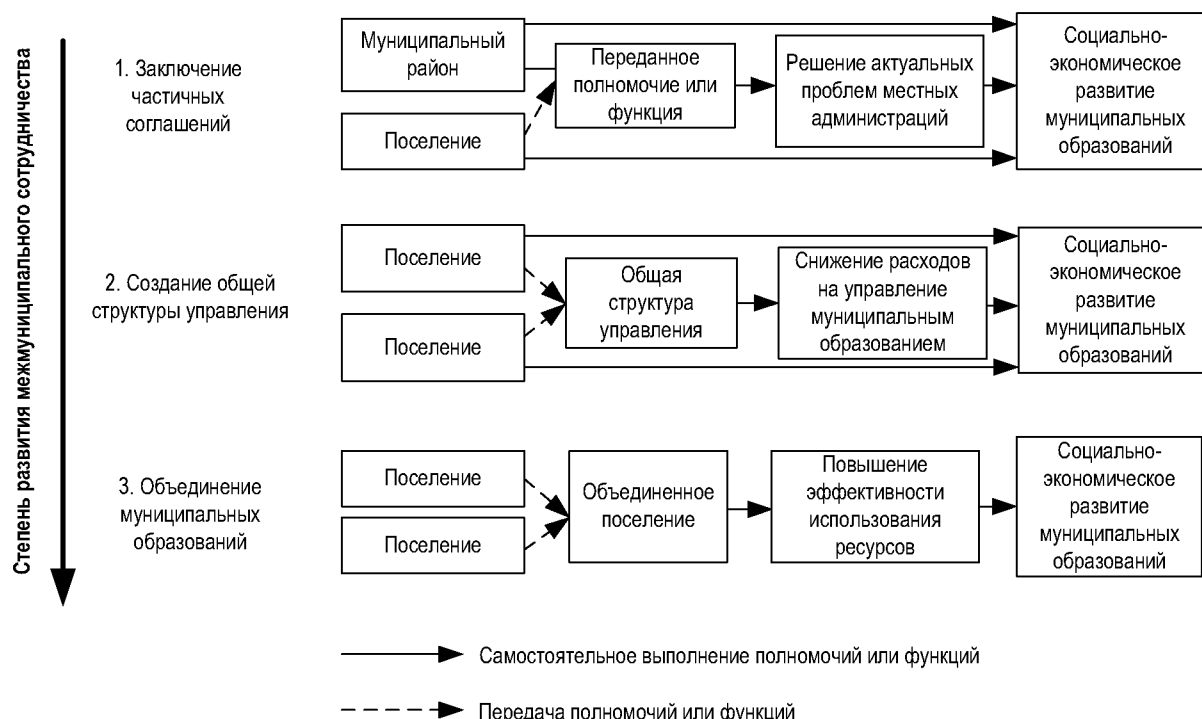 Степень развития межмуниципального сотрудничества
1. Заключение
частичных
соглашений
Муниципальный
район
Поселение
Переданное
полномочие или
функция
Решение актуальных
проблем местных
администраций
Социально-
экономическое
развитие
муниципальных
образований
2. Создание общей
структуры управления
Поселение
Поселение
Общая
структура
управления
Снижение расходов
на управление
муниципальным
образованием
Социально-
экономическое
развитие
муниципальных
образований
3. Объединение
муниципальных
образований
Поселение
Поселение
Объединенное
поселение
Повышение
эффективности
использования
ресурсов
Социально-
экономическое
развитие
муниципальных
образований
Самостоятельное выполнение полномочий или функций
Передача полномочий или функций